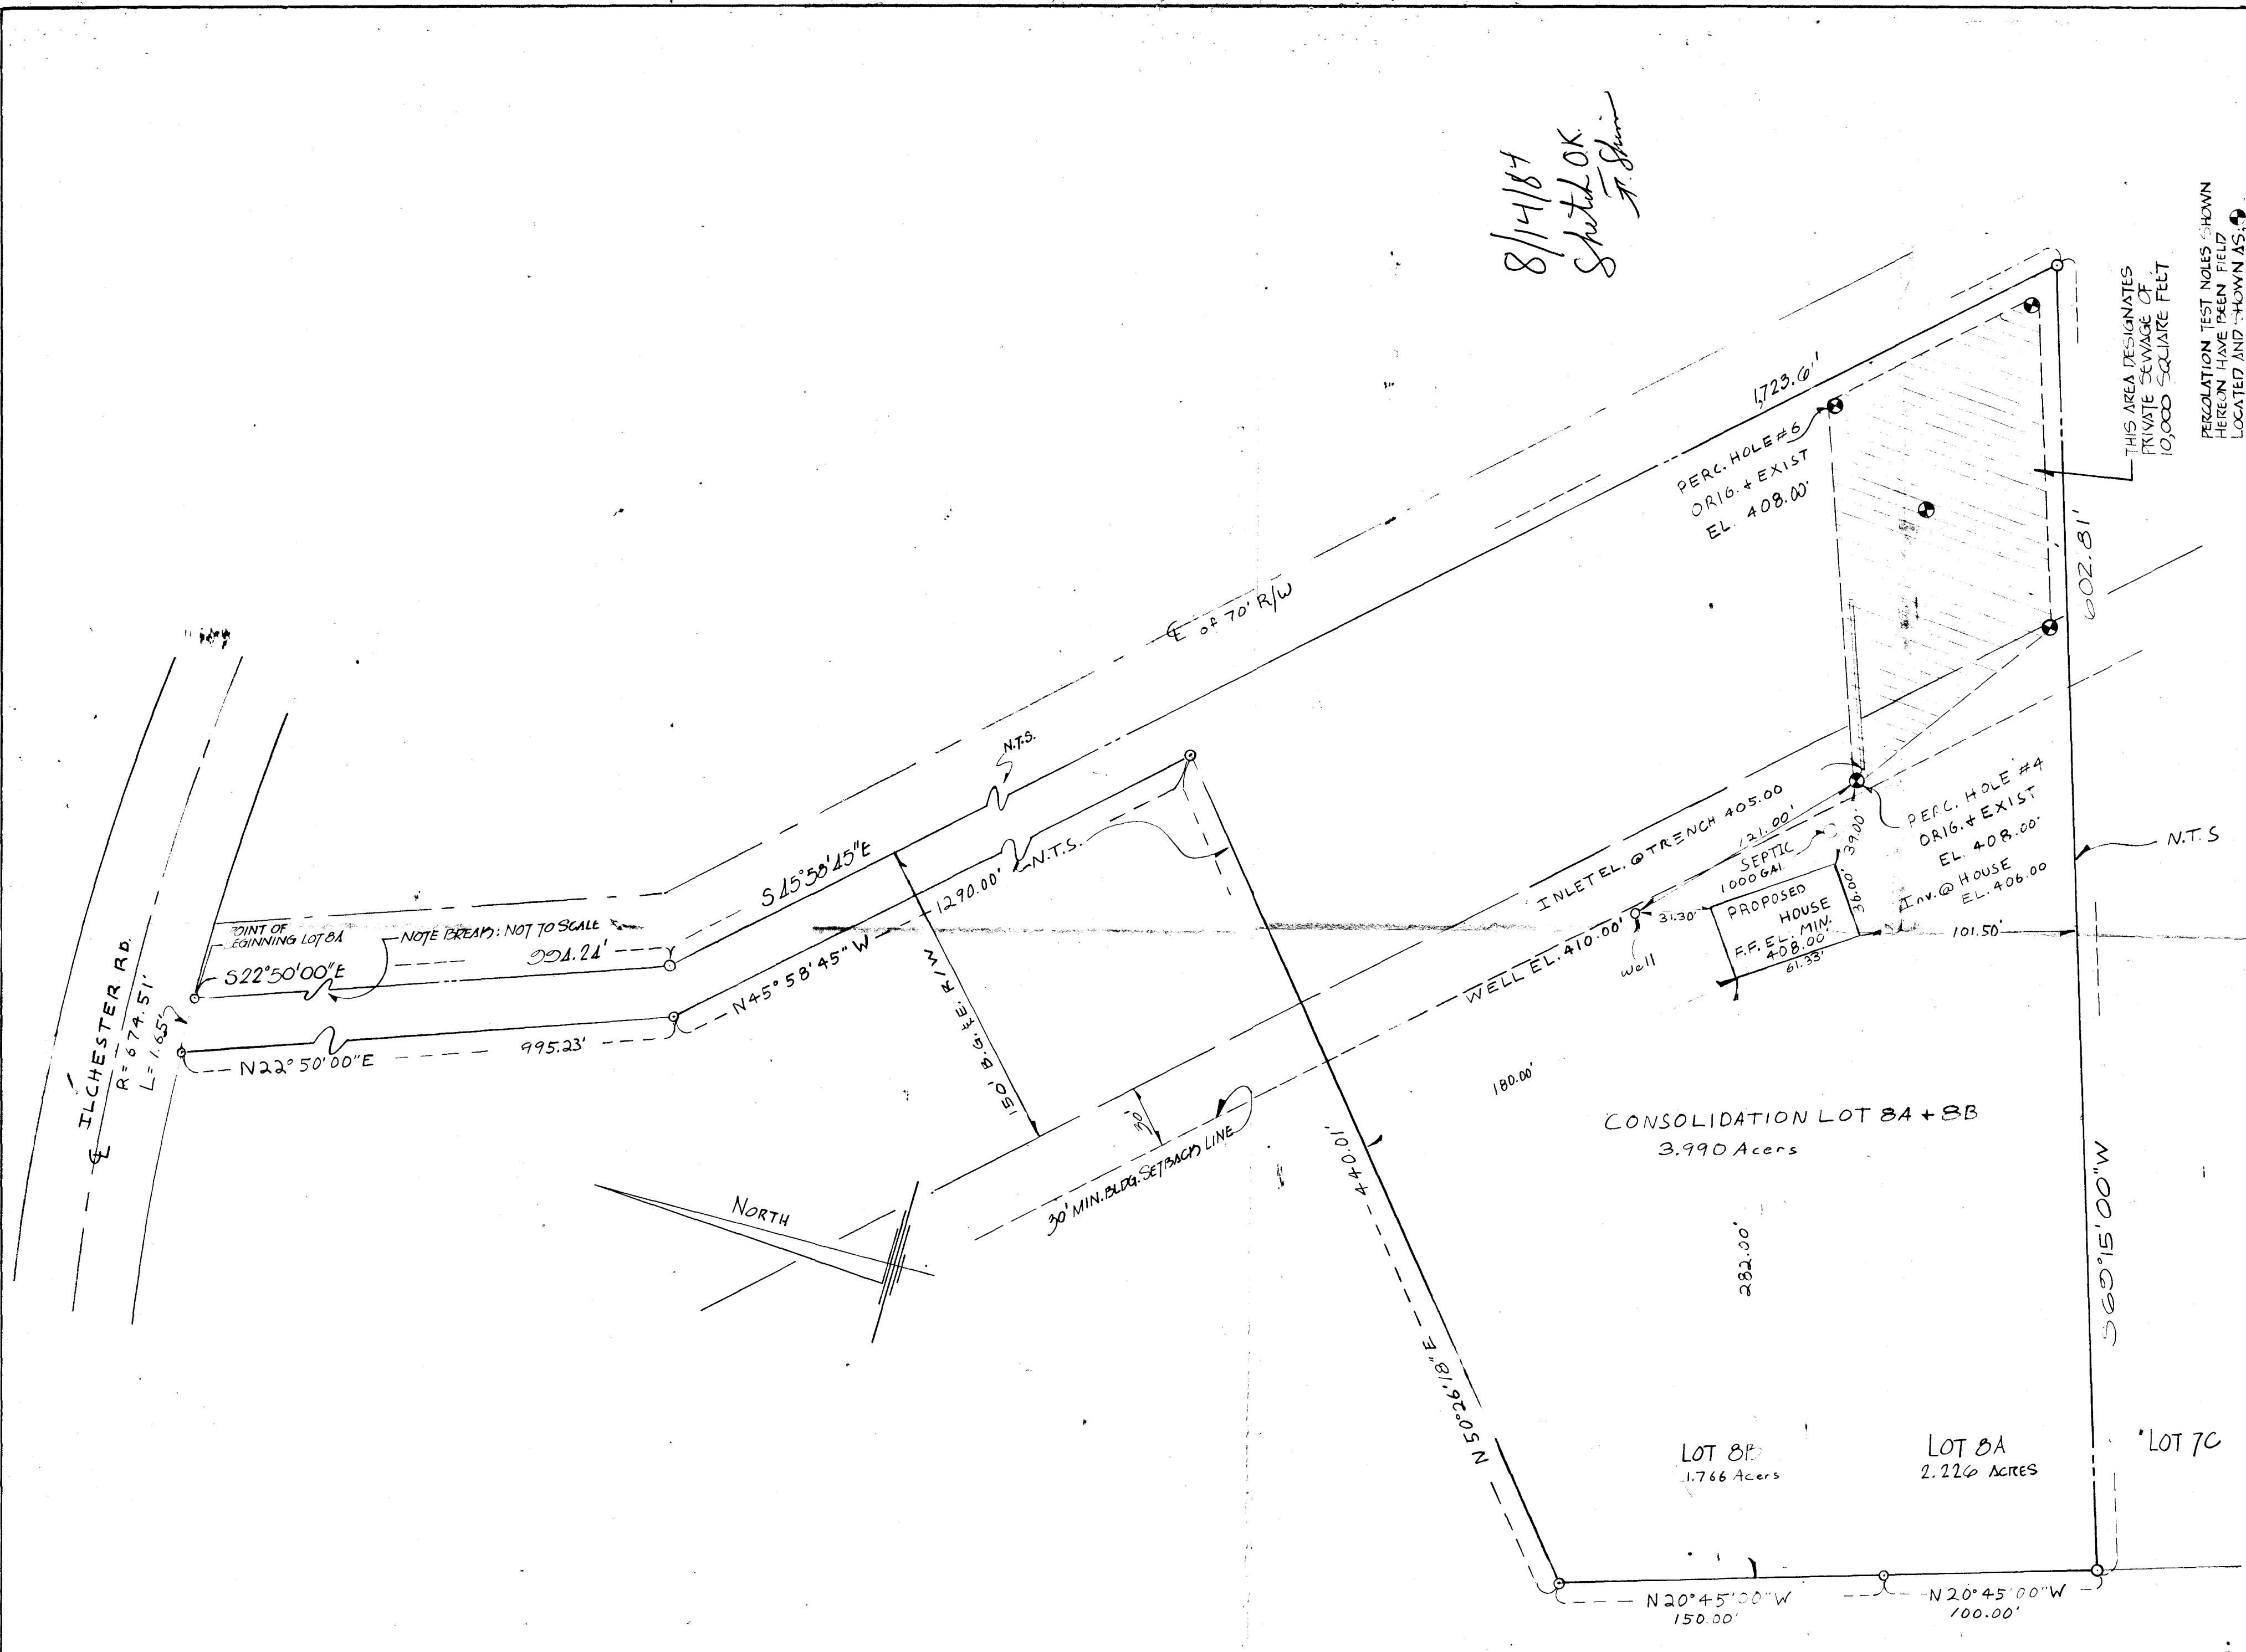 8/14/84
Sketch O.K.
PERCOLATION TEST NOLES SHOWN
HEREON HAVE BEEN FIELD
LOCATED AND SHOWN AS:
THIS AREA DESIGNATES
PRIVATE SEWAGE OF
10,000 SQUARE FEET
1,723.6'
PERC. HOLE #6
ORIG. & EXIST
EL. 408.00'
602.81'
℄ of 70' R/W
N.T.S.
S 45°58'45"E
1290.00'
N.T.S.
N45°58'45"W
150' B.G.&E. R/W
POINT OF
BEGINNING LOT 8A
NOTE BREAK: NOT TO SCALE
S22°50'00"E
994.24'
N22°50'00"E
995.23'
℄ ILCHESTER RD.
R=674.51'
L=1.65'
NORTH
30'
30' MIN. BLDG. SETBACK LINE
INLET EL. @ TRENCH 405.00
121.00'
SEPTIC
1000 GAL.
39.00'
PERC. HOLE #4
ORIG. & EXIST
EL. 408.00'
Inv. @ HOUSE
EL. 406.00
N.T.S
WELL EL. 410.00'
well
31.30'
PROPOSED
HOUSE
F.F. EL. MIN.
408.00'
36.00'
61.33'
101.50'
180.00'
CONSOLIDATION LOT 8A + 8B
3.990 Acers
282.00'
440.01'
N 50°26'18"E
S69°15'00"W
LOT 8B
1.766 Acers
LOT 8A
2.226 ACRES
LOT 7C
N20°45'00"W
150.00'
N20°45'00"W
100.00'